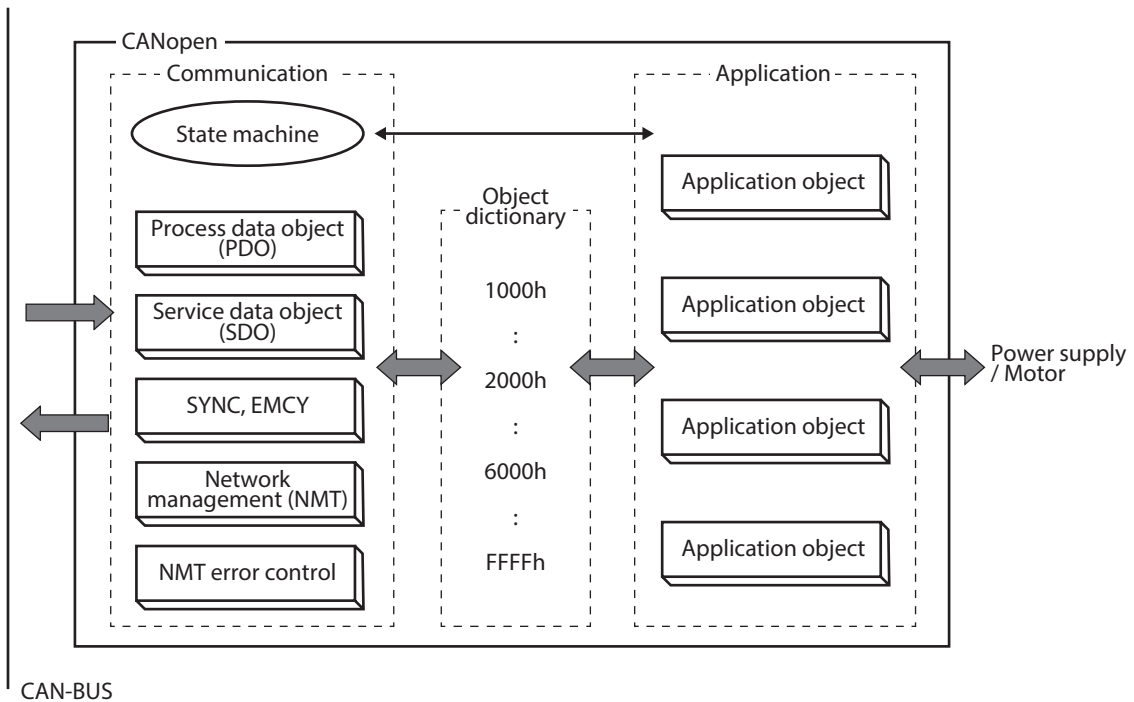 CANopen
Communication
State machine
Process data object
(PDO)
Service data object
(SDO)
SYNC, EMCY
Network
management (NMT)
NMT error control
Object
dictionary
1000h
:
2000h
:
6000h
:
FFFFh
Application
Application object
Application object
Application object
Application object
Power supply
/ Motor
CAN-BUS